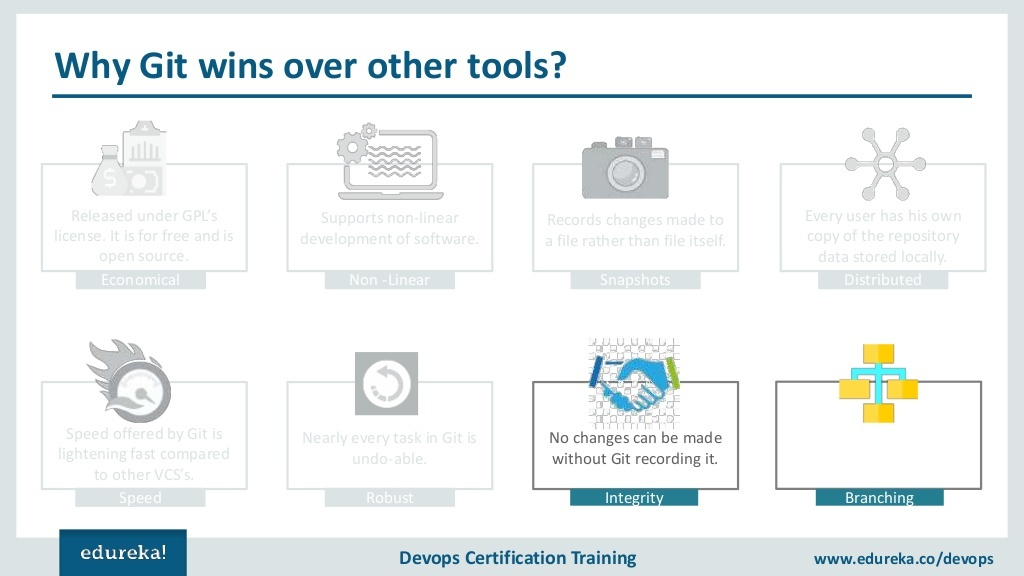 Why Git wins over other tools?
Released under GPL's
license. It is for free and is
open source.
Economical
Supports non-linear
development of software.
Non -Linear
Records changes made to
a file rather than file itself.
Snapshots
Every user has his own
copy of the repository
data stored locally.
Distributed
Speed offered by Git is
lightening fast compared
to other VCS's.
Speed
Nearly every task in Git is
undo-able.
Robust
No changes can be made
without Git recording it.
Integrity
Branching
edureka!
Devops Certification Training
www.edureka.co/devops